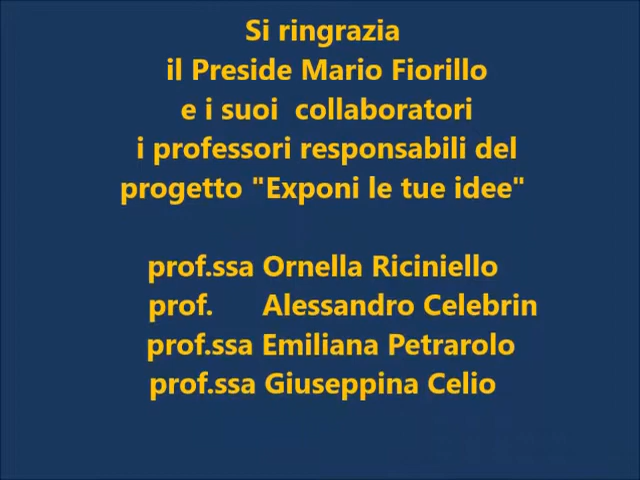 Si ringrazia
il Preside Mario Fiorillo
e i suoi collaboratori
i professori responsabili del
progetto "Exponi le tue idee"
prof.ssa Ornella Riciniello
prof. Alessandro Celebrin
prof.ssa Emiliana Petrarolo
prof.ssa Giuseppina Celio